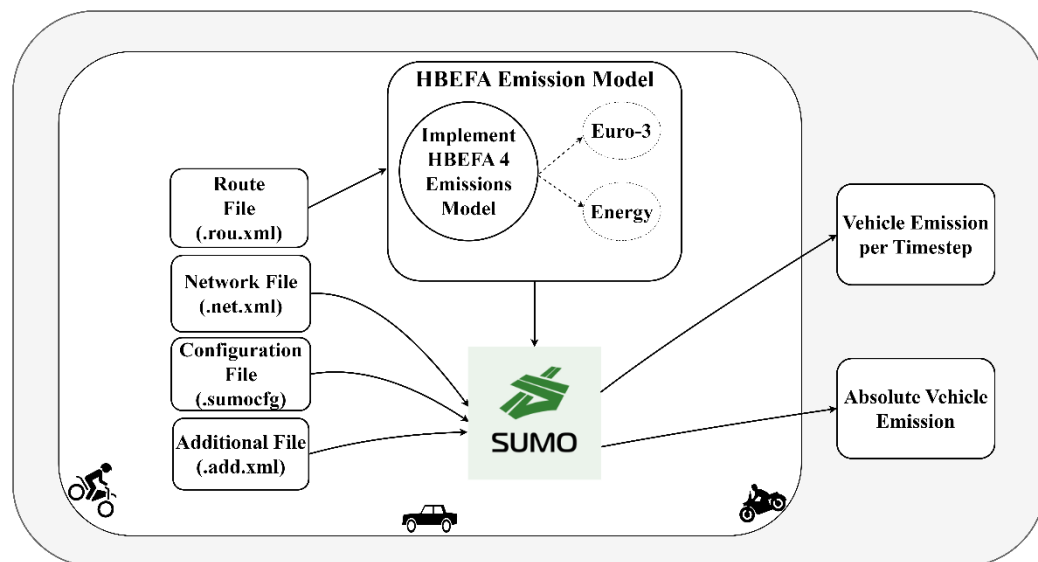 HBEFA Emission Model
Implement
HBEFA 4
Emissions
Model
Euro-3
Energy
Route
File
(.rou.xml)
Network File
(.net.xml)
Configuration
File
(.sumocfg)
Additional File
(.add.xml)
SUMO
Vehicle Emission
per Timestep
Absolute Vehicle
Emission